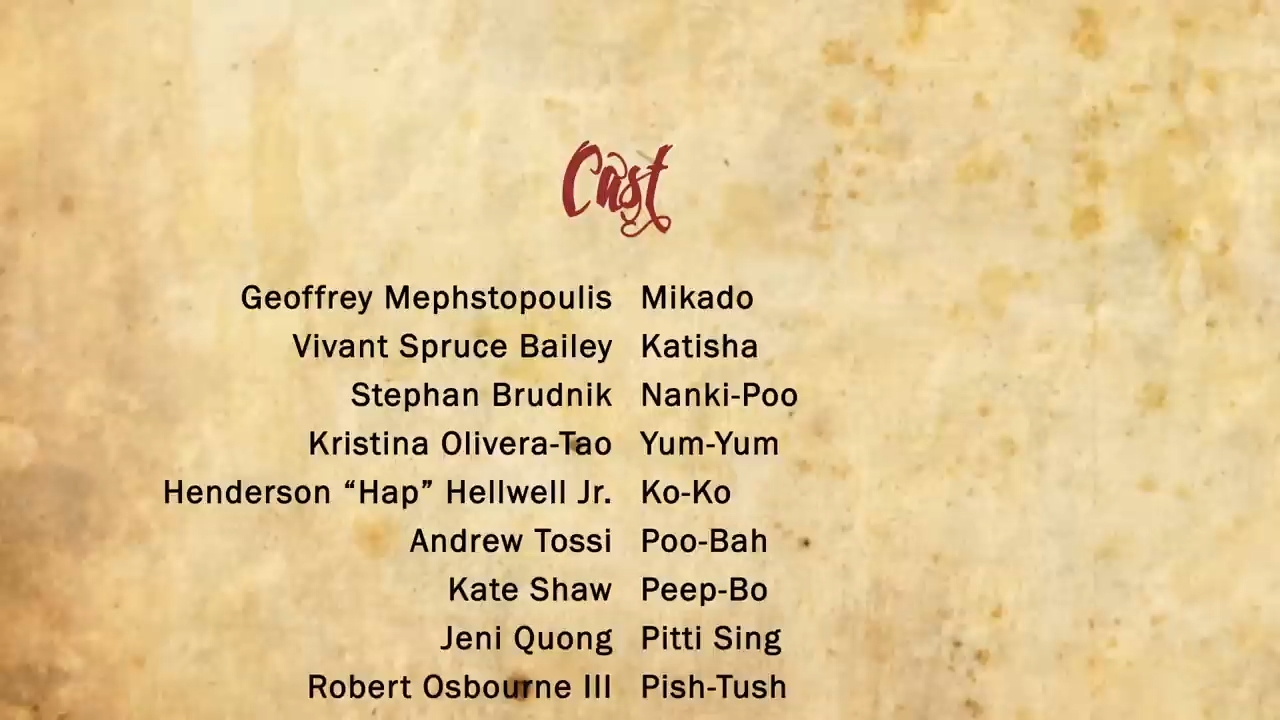 Cast
Geoffrey Mephstopoulis Mikado
Vivant Spruce Bailey Katisha
Stephan Brudnik Nanki-Poo
Kristina Olivera-Tao Yum-Yum
Henderson “Hap” Hellwell Jr. Ko-Ko
Andrew Tossi Poo-Bah
Kate Shaw Peep-Bo
Jeni Quong Pitti Sing
Robert Osbourne III Pish-Tush